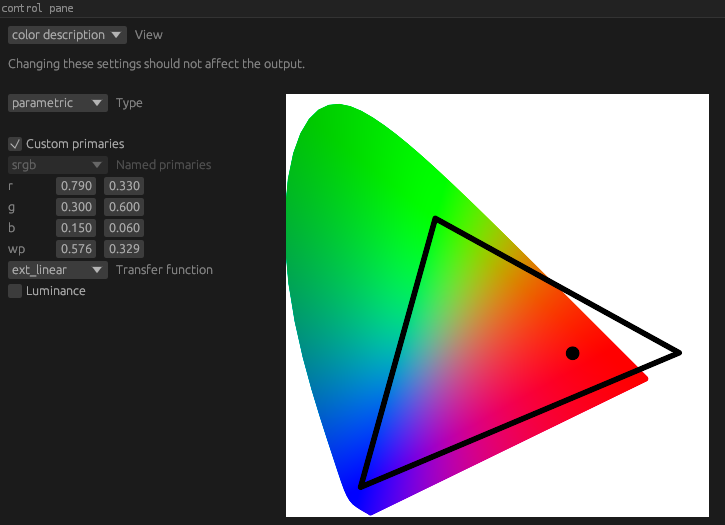 control pane
color description View
Changing these settings should not affect the output.
parametric Type
Custom primaries
srgb Named primaries
r 0.790 0.330
g 0.300 0.600
b 0.150 0.060
wp 0.576 0.329
ext_linear Transfer function
Luminance